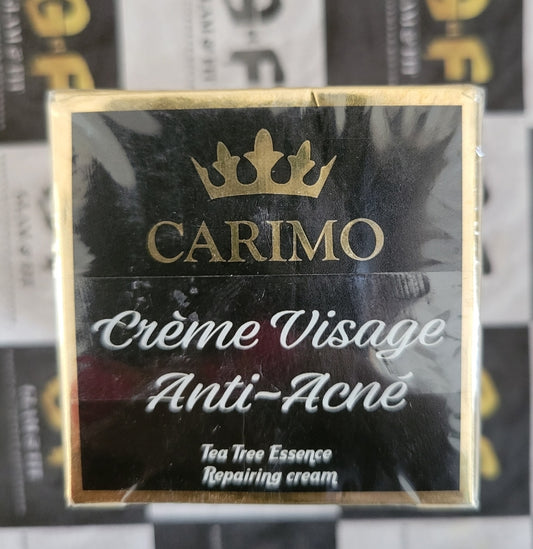 CARIMO
Crème Visage
Anti-Acné
Tea Tree Essence
Repairing cream